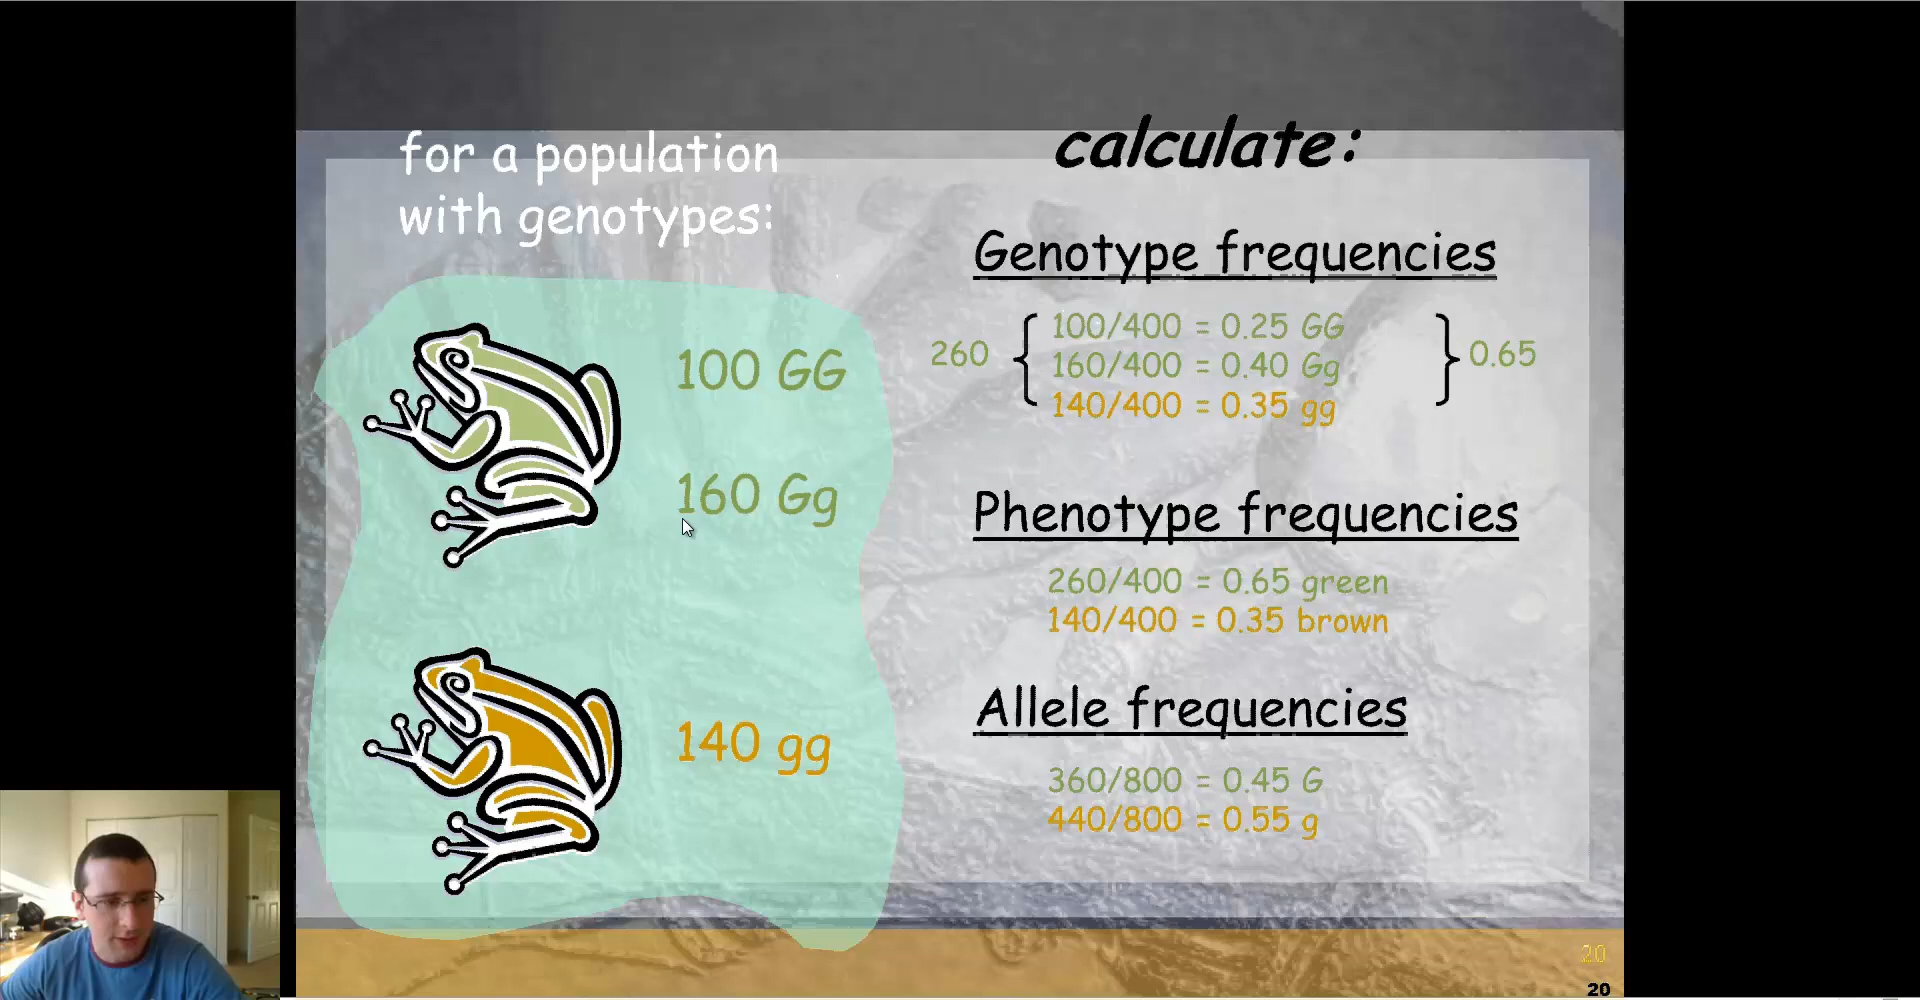 for a population
with genotypes:
100 GG
160 Gg
140 gg
calculate:
Genotype frequencies
260
100/400 = 0.25 GG
160/400 = 0.40 Gg
140/400 = 0.35 gg
0.65
Phenotype frequencies
260/400 = 0.65 green
140/400 = 0.35 brown
Allele frequencies
360/800 = 0.45 G
440/800 = 0.55 g
20
20